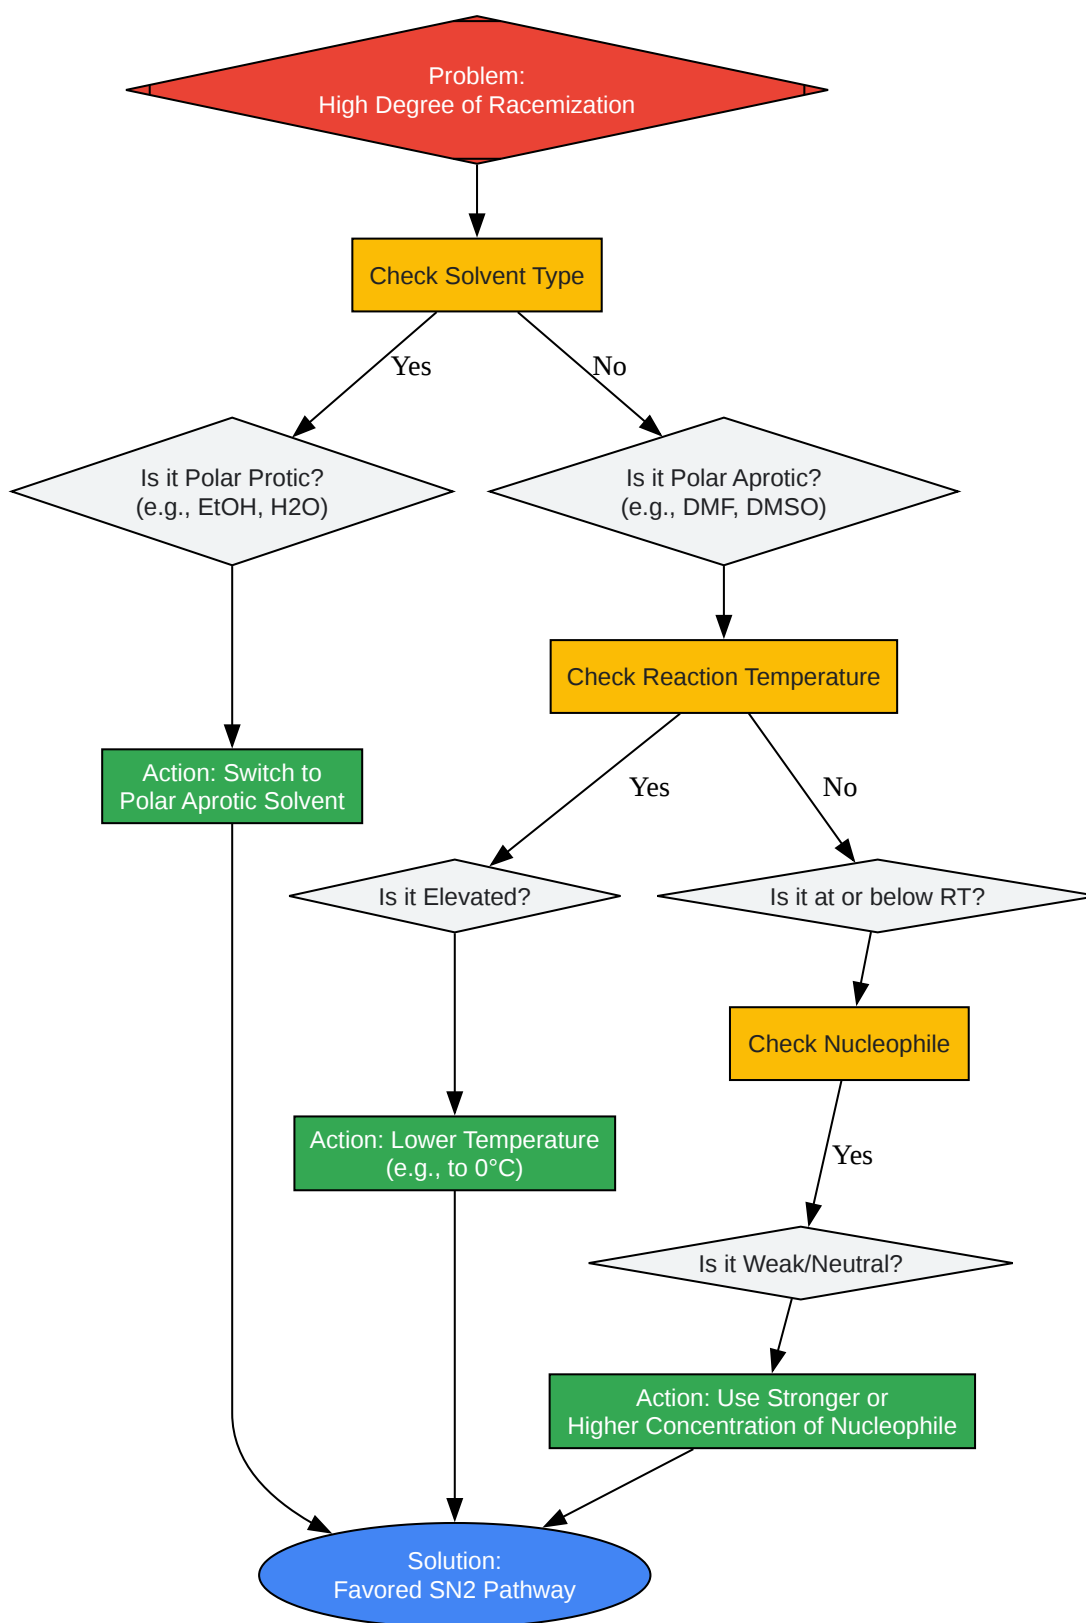 Problem:
High Degree of Racemization
Check Solvent Type
Yes
No
Is it Polar Protic?
(e.g., EtOH, H2O)
Is it Polar Aprotic?
(e.g., DMF, DMSO)
Check Reaction Temperature
Action: Switch to
Polar Aprotic Solvent
Yes
No
Is it Elevated?
Is it at or below RT?
Check Nucleophile
Action: Lower Temperature
(e.g., to 0°C)
Yes
Is it Weak/Neutral?
Action: Use Stronger or
Higher Concentration of Nucleophile
Solution:
Favored SN2 Pathway